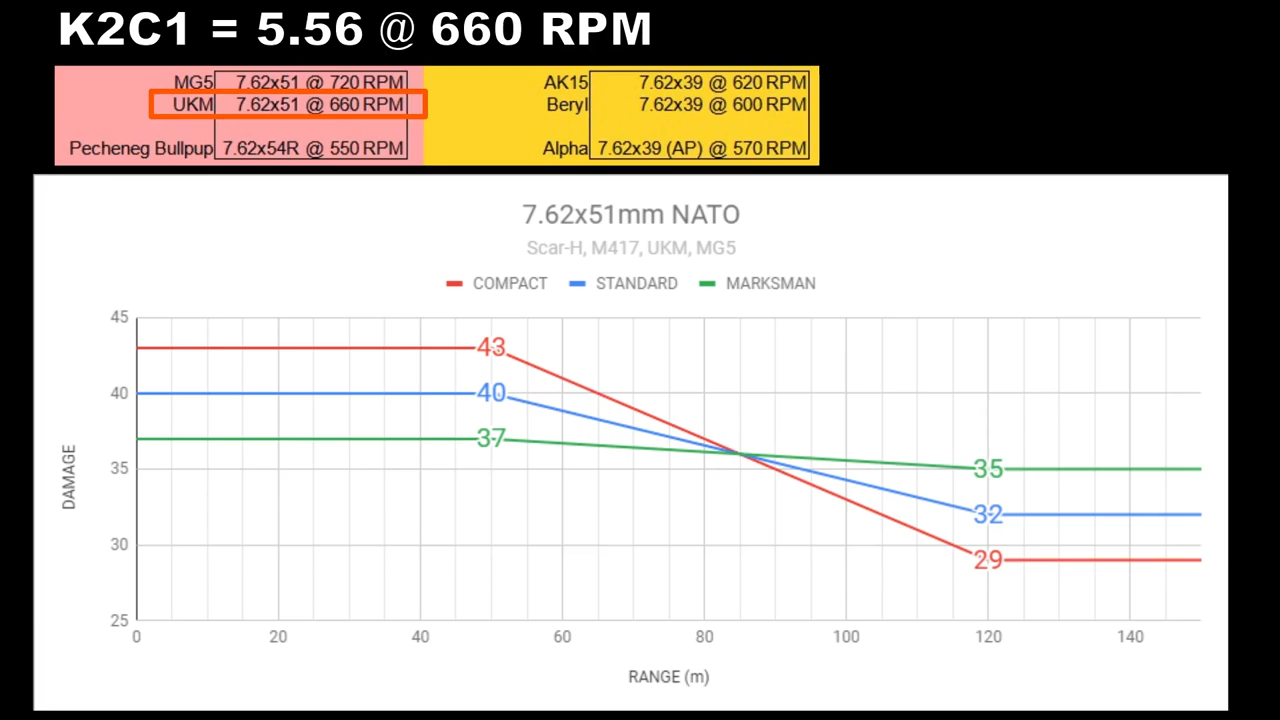 K2C1 = 5.56 @ 660 RPM
MG5 7.62x51 @ 720 RPM
UKM 7.62x51 @ 660 RPM
Pecheneg Bullpup 7.62x54R @ 550 RPM
AK15 7.62x39 @ 620 RPM
Beryl 7.62x39 @ 600 RPM
Alpha 7.62x39 (AP) @ 570 RPM
7.62x51mm NATO
Scar-H, M417, UKM, MG5
COMPACT STANDARD MARKSMAN
DAMAGE
45
40
35
30
25
43
40
37
35
32
29
0 20 40 60 80 100 120 140
RANGE (m)